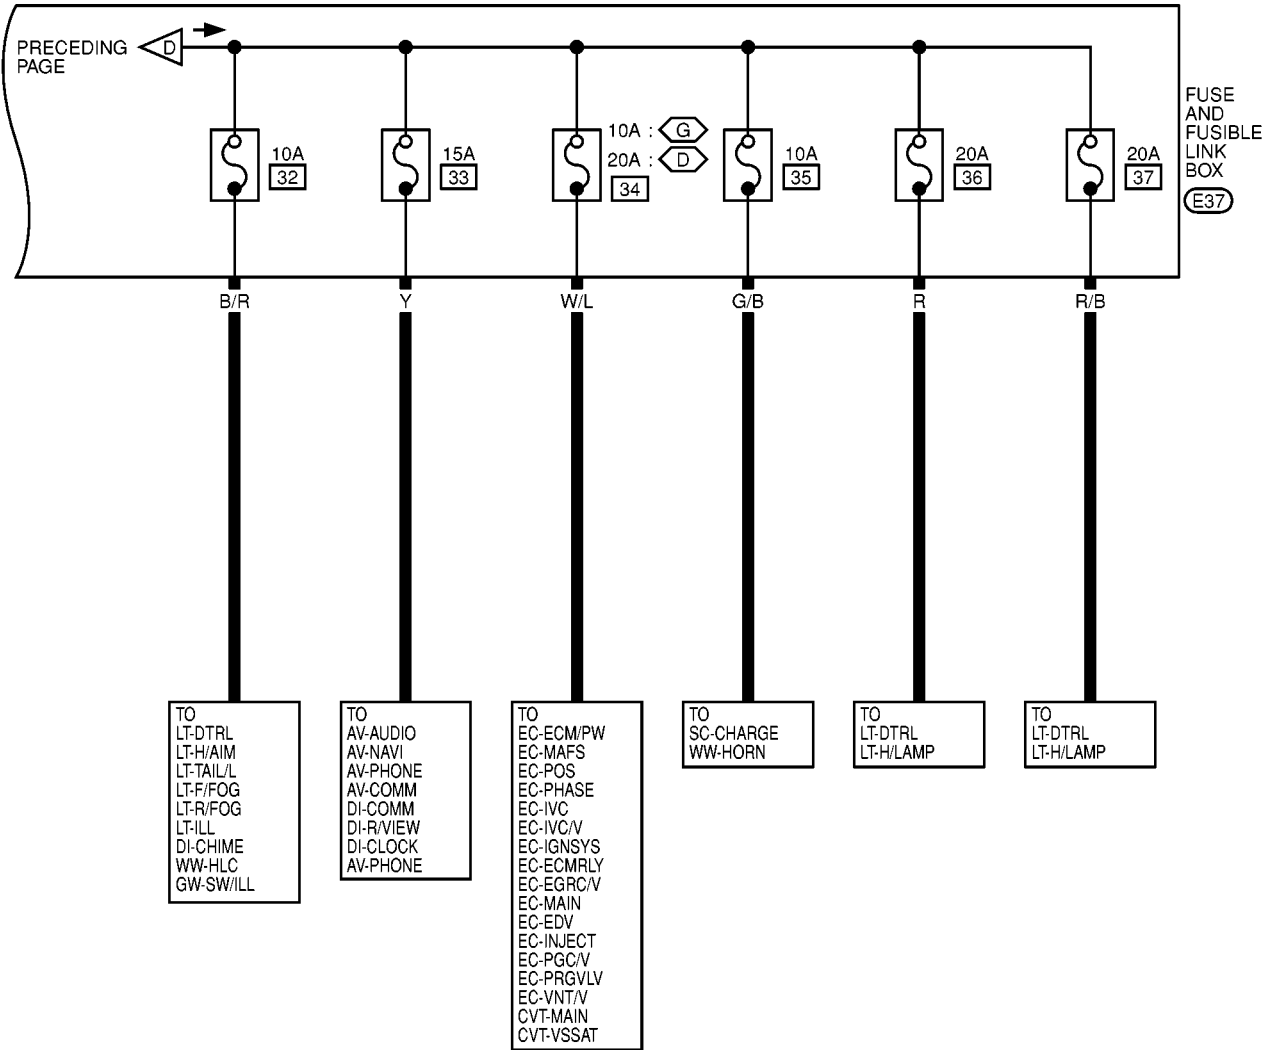 PRECEDING
PAGE
D
10A
32
15A
33
10A : G
20A : D
34
10A
35
20A
36
20A
37
FUSE
AND
FUSIBLE
LINK
BOX
E37
B/R
Y
W/L
G/B
R
R/B
TO
LT-DTRL
LT-H/AIM
LT-TAIL/L
LT-F/FOG
LT-R/FOG
LT-ILL
DI-CHIME
WW-HLC
GW-SW/ILL
TO
AV-AUDIO
AV-NAVI
AV-PHONE
AV-COMM
DI-COMM
DI-R/VIEW
DI-CLOCK
AV-PHONE
TO
EC-ECM/PW
EC-MAFS
EC-POS
EC-PHASE
EC-IVC
EC-IVC/V
EC-IGNSYS
EC-ECMRLY
EC-EGRC/V
EC-MAIN
EC-EDV
EC-INJECT
EC-PGC/V
EC-PRGVLV
EC-VNT/V
CVT-MAIN
CVT-VSSAT
TO
SC-CHARGE
WW-HORN
TO
LT-DTRL
LT-H/LAMP
TO
LT-DTRL
LT-H/LAMP